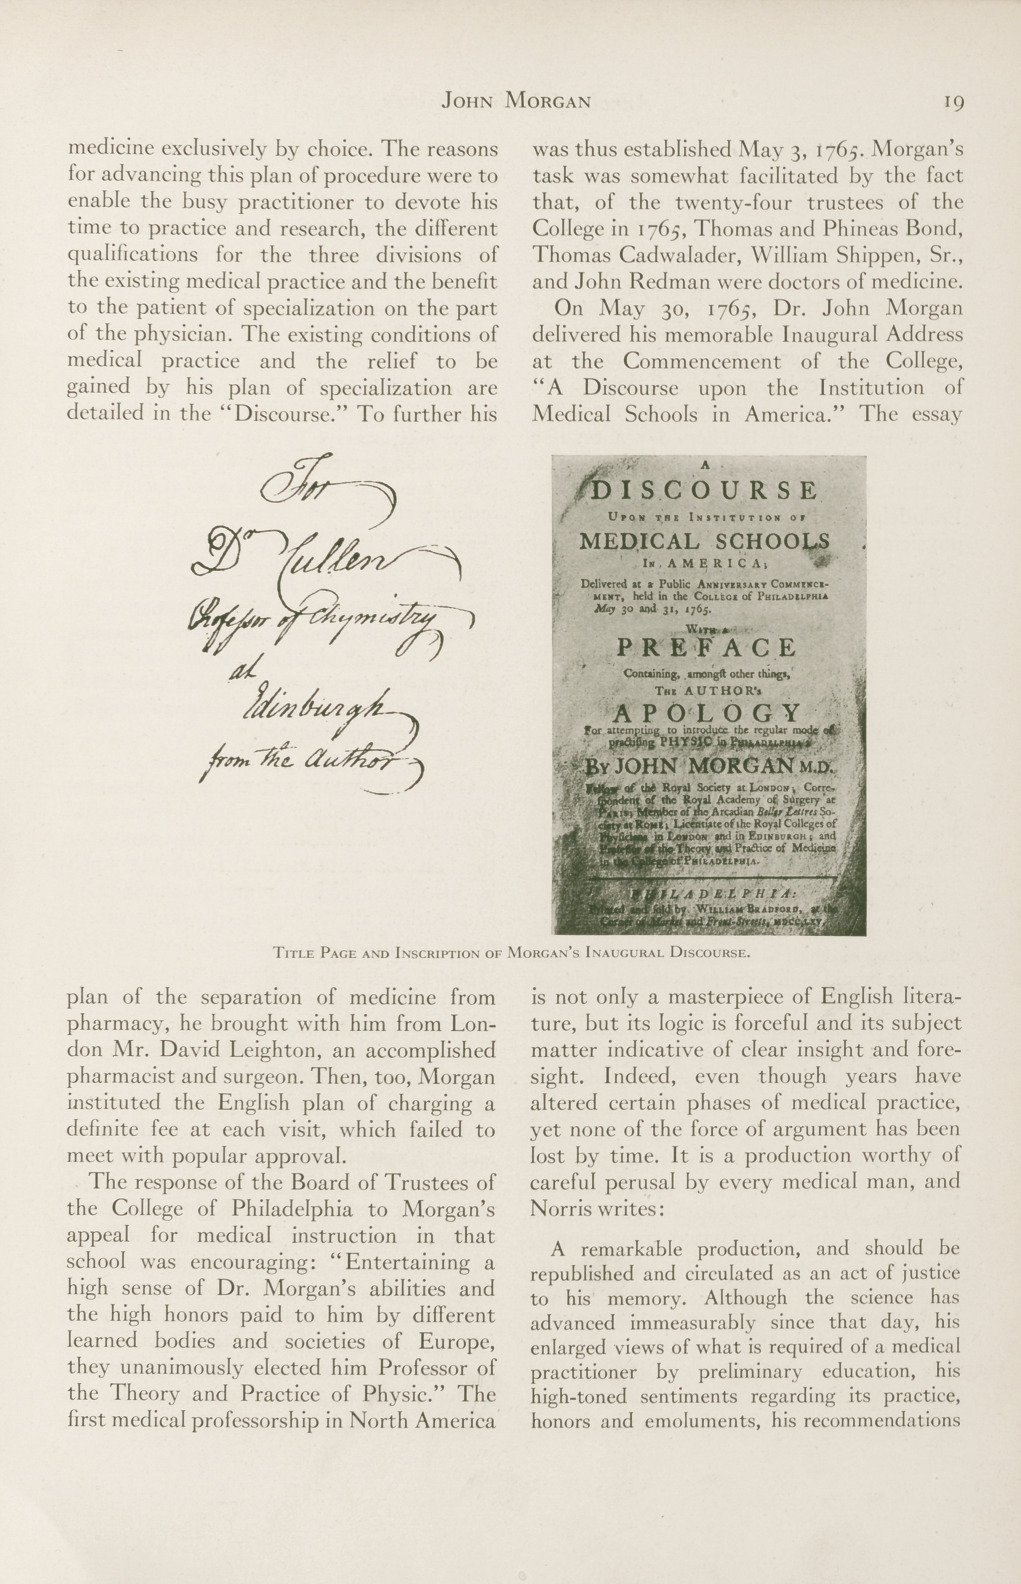 JOHN MORGAN 19
medicine exclusively by choice. The reasons
for advancing this plan of procedure were to
enable the busy practitioner to devote his
time to practice and research, the different
qualifications for the three divisions of
the existing medical practice and the benefit
to the patient of specialization on the part
of the physician. The existing conditions of
medical practice and the relief to be
gained by his plan of specialization are
detailed in the “Discourse.” To further his
For
Dr Cullen
Professor of Chymistry
at
Edinburgh
from the Author
plan of the separation of medicine from
pharmacy, he brought with him from Lon-
don Mr. David Leighton, an accomplished
pharmacist and surgeon. Then, too, Morgan
instituted the English plan of charging a
definite fee at each visit, which failed to
meet with popular approval.
The response of the Board of Trustees of
the College of Philadelphia to Morgan’s
appeal for medical instruction in that
school was encouraging: “Entertaining a
high sense of Dr. Morgan’s abilities and
the high honors paid to him by different
learned bodies and societies of Europe,
they unanimously elected him Professor of
the Theory and Practice of Physic.” The
first medical professorship in North America
was thus established May 3, 1765. Morgan’s
task was somewhat facilitated by the fact
that, of the twenty-four trustees of the
College in 1765, Thomas and Phineas Bond,
Thomas Cadwalader, William Shippen, Sr.,
and John Redman were doctors of medicine.
On May 30, 1765, Dr. John Morgan
delivered his memorable Inaugural Address
at the Commencement of the College,
“A Discourse upon the Institution of
Medical Schools in America.” The essay
A
DISCOURSE
UPON THE INSTITUTION OF
MEDICAL SCHOOLS
IN AMERICA;
Delivered at a Public ANNIVERSARY COMMENCE-
MENT, held in the COLLEGE of PHILADELPHIA
May 30 and 31, 1765.
WITH A
PREFACE
Containing, amongſt other things,
THE AUTHOR's
APOLOGY
For attempting to introduce the regular mode of
practiſing PHYSIC in PHILADELPHIA:
BY JOHN MORGAN M.D.
Fellow of the Royal Society at LONDON; Corre-
ſpondent of the Royal Academy of Surgery at
PARIS; Member of the Arcadian Belles Lettres So-
ciety at ROME; Licentiate of the Royal Colleges of
Phyſicians in LONDON and in EDINBURGH; and
Profeſſor of the Theory and Practice of Medicine
in the College of PHILADELPHIA.
PHILADELPHIA:
Printed and ſold by WILLIAM BRADFORD, at the
Corner of Market and Front-Streets, MDCC,LXV.
TITLE PAGE AND INSCRIPTION OF MORGAN’S INAUGURAL DISCOURSE.
is not only a masterpiece of English litera-
ture, but its logic is forceful and its subject
matter indicative of clear insight and fore-
sight. Indeed, even though years have
altered certain phases of medical practice,
yet none of the force of argument has been
lost by time. It is a production worthy of
careful perusal by every medical man, and
Norris writes:
A remarkable production, and should be
republished and circulated as an act of justice
to his memory. Although the science has
advanced immeasurably since that day, his
enlarged views of what is required of a medical
practitioner by preliminary education, his
high-toned sentiments regarding its practice,
honors and emoluments, his recommendations